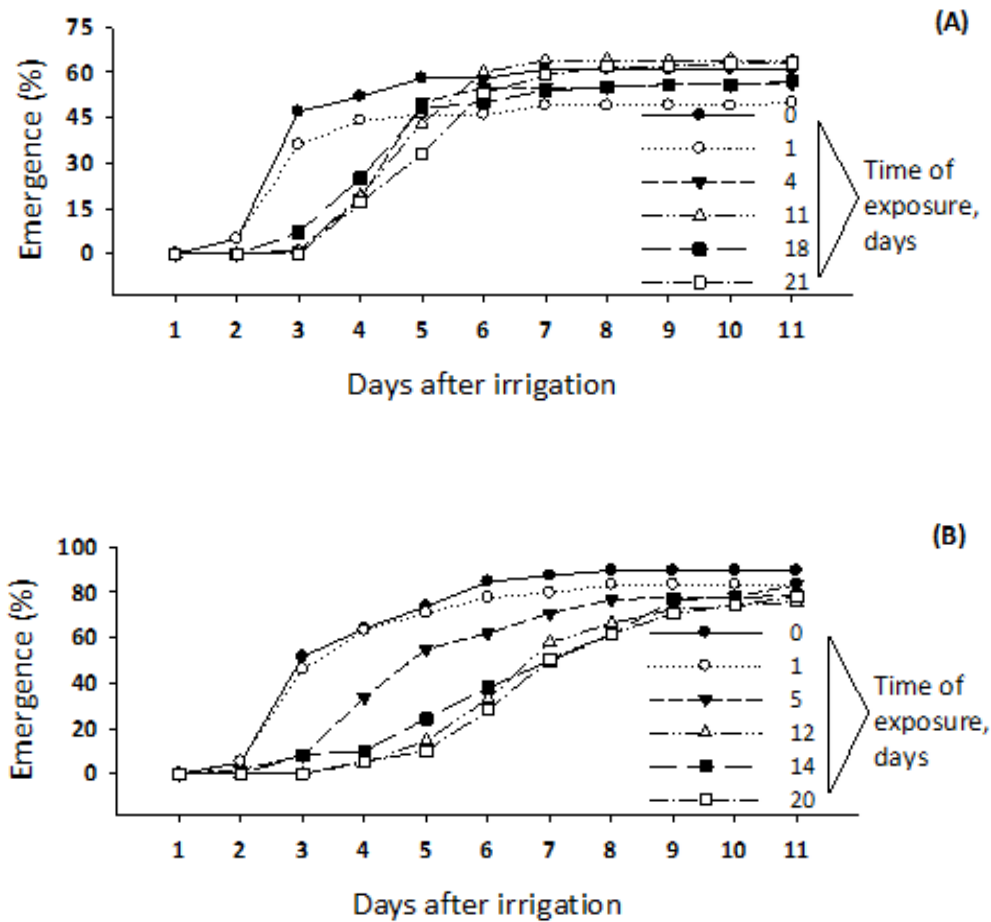 (A)
75
60
45
30
15
0
Emergence (%)
0
1
4
11
18
21
Time of
exposure,
days
1 2 3 4 5 6 7 8 9 10 11
Days after irrigation
(B)
100
80
60
40
20
0
Emergence (%)
0
1
5
12
14
20
Time of
exposure,
days
1 2 3 4 5 6 7 8 9 10 11
Days after irrigation